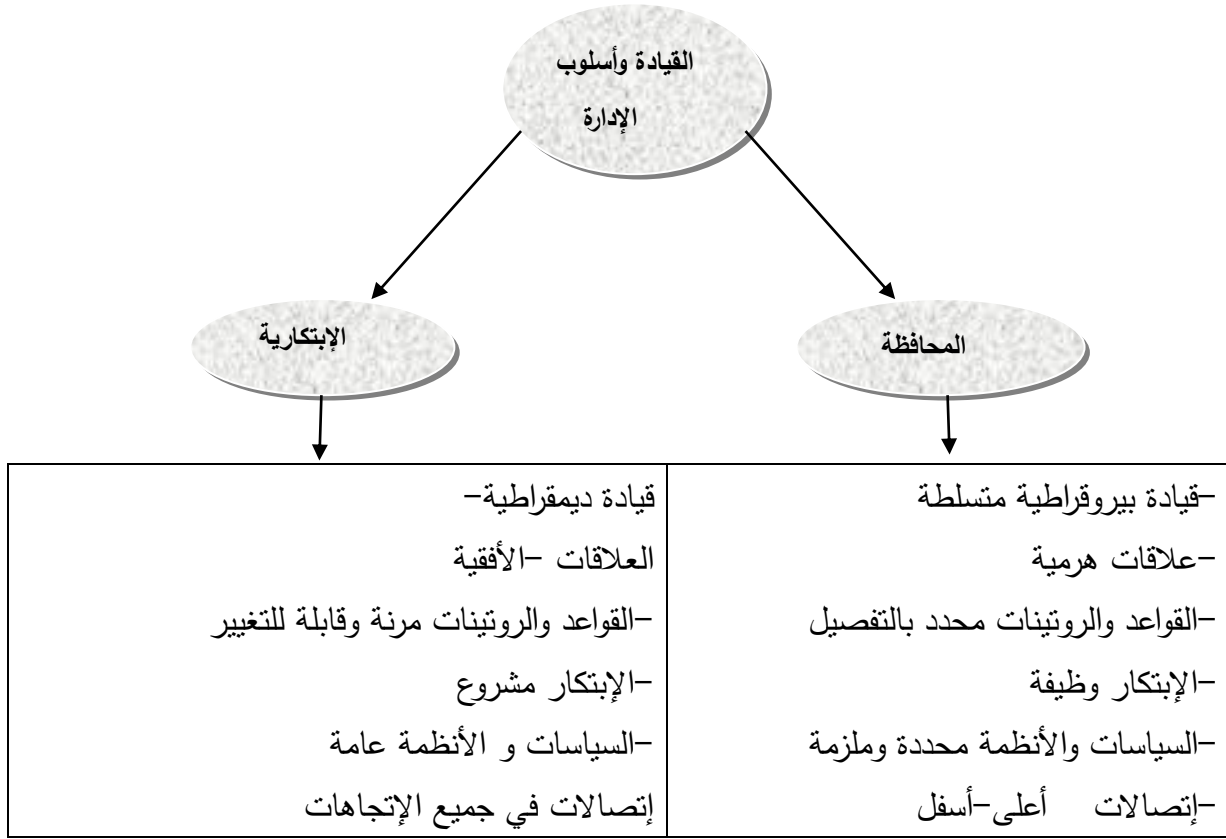 القيادة وأسلوب
الإدارة
المحافظة
الإبتكارية
-قيادة بيروقراطية متسلطة
-علاقات هرمية
-القواعد والروتينات محدد بالتفصيل
-الإبتكار وظيفة
-السياسات والأنظمة محددة وملزمة
-إتصالات أعلى-أسفل
قيادة ديمقراطية-
العلاقات -الأفقية
-القواعد والروتينات مرنة وقابلة للتغيير
-الإبتكار مشروع
-السياسات و الأنظمة عامة
إتصالات في جميع الإتجاهات